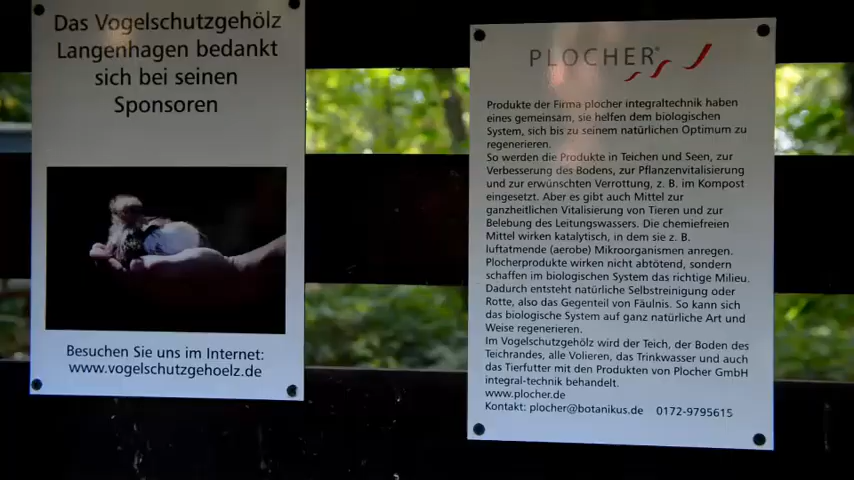 Das Vogelschutzgehölz
Langenhagen bedankt
sich bei seinen
Sponsoren
Besuchen Sie uns im Internet:
www.vogelschutzgehoelz.de
PLOCHER®
Produkte der Firma plocher integraltechnik haben
eines gemeinsam, sie helfen dem biologischen
System, sich bis zu seinem natürlichen Optimum zu
regenerieren.
So werden die Produkte in Teichen und Seen, zur
Verbesserung des Bodens, zur Pflanzenvitalisierung
und zur erwünschten Verrottung, z. B. im Kompost
eingesetzt. Aber es gibt auch Mittel zur
ganzheitlichen Vitalisierung von Tieren und zur
Belebung des Leitungswassers. Die chemiefreien
Mittel wirken katalytisch, in dem sie z. B.
luftatmende (aerobe) Mikroorganismen anregen.
Plocherprodukte wirken nicht abtötend, sondern
schaffen im biologischen System das richtige Milieu.
Dadurch entsteht natürliche Selbstreinigung oder
Rotte, also das Gegenteil von Fäulnis. So kann sich
das biologische System auf ganz natürliche Art und
Weise regenerieren.
Im Vogelschutzgehölz wird der Teich, der Boden des
Teichrandes, alle Volieren, das Trinkwasser und auch
das Tierfutter mit den Produkten von Plocher GmbH
integral-technik behandelt.
www.plocher.de
Kontakt: plocher@botanikus.de 0172-9795615